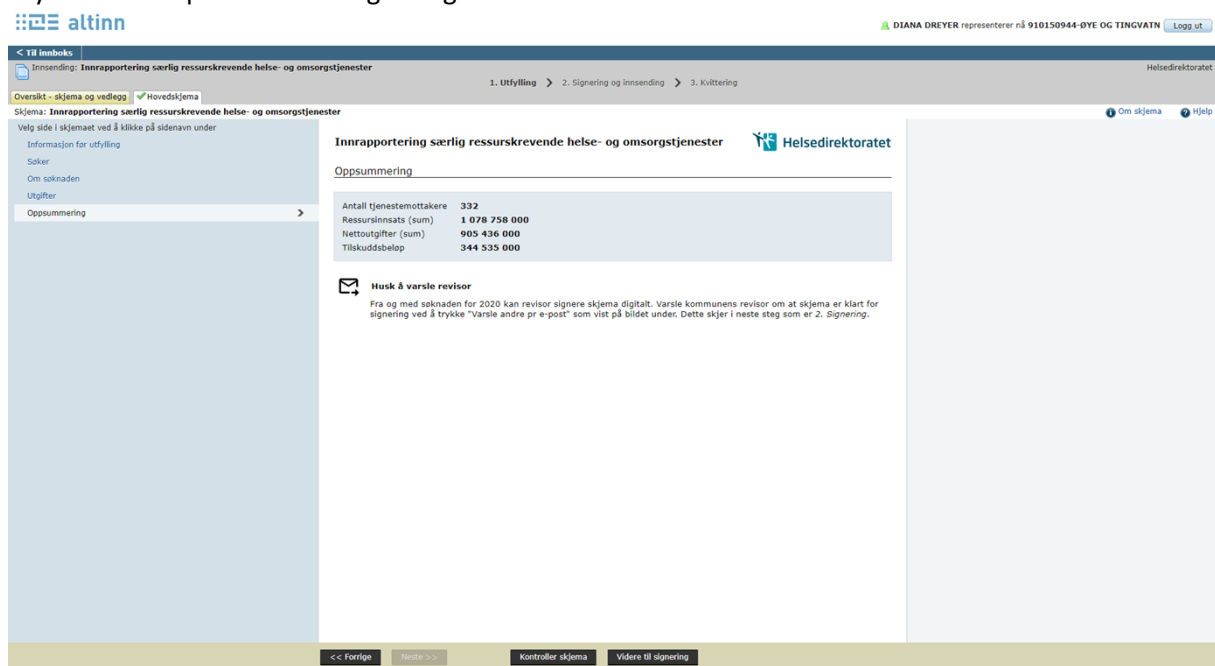 altinn
DIANA DREYER representerer nå 910150944-ØYE OG TINGVATN
Logg ut
< Til innboks
Innsending: Innrapportering særlig ressurskrevende helse- og omsorgstjenester
Helsedirektoratet
1. Utfylling > 2. Signering og innsending > 3. Kvittering
Oversikt - skjema og vedlegg
Hovedskjema
Skjema: Innrapportering særlig ressurskrevende helse- og omsorgstjenester
Om skjema
Hjelp
Velg side i skjemaet ved å klikke på sidenavn under
Informasjon før utfylling
Søker
Om søknaden
Utgifter
Oppsummering >
Innrapportering særlig ressurskrevende helse- og omsorgstjenester
Helsedirektoratet
Oppsummering
Antall tjenestemottakere 332
Ressursinnsats (sum) 1 078 758 000
Nettoutgifter (sum) 905 436 000
Tilskuddsbeløp 344 535 000
Husk å varsle revisor
Fra og med søknaden for 2020 kan revisor signere skjema digitalt. Varsle kommunens revisor om at skjema er klart for
signering ved å trykke "Varsle andre pr e-post" som vist på bildet under. Dette skjer i neste steg som er 2. Signering.
<< Forrige
Neste >>
Kontroller skjema
Videre til signering